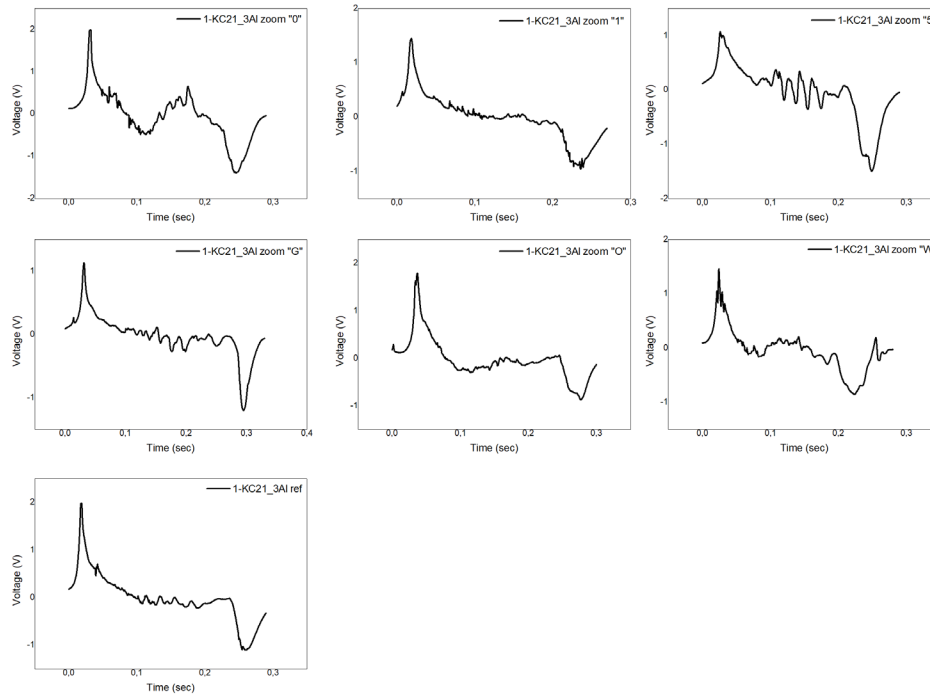 1-KC21_3Al zoom "0"
Voltage (V)
2
1
0
-1
-2
0,0 0,1 0,2 0,3
Time (sec)
1-KC21_3Al zoom "1"
Voltage (V)
1
0
-1
0,0 0,1 0,2 0,3
Time (sec)
1-KC21_3Al zoom "5
Voltage (V)
1
0
-1
-2
0,0 0,1 0,2 0,3
Time (sec)
1-KC21_3Al zoom "G"
Voltage (V)
1
0
-1
0,0 0,1 0,2 0,3 0,4
Time (sec)
1-KC21_3Al zoom "O"
Voltage (V)
2
1
0
-1
0,0 0,1 0,2 0,3
Time (sec)
1-KC21_3Al zoom "W
Voltage (V)
2
1
0
-1
0,0 0,1 0,2 0,3
Time (sec)
1-KC21_3Al ref
Voltage (V)
2
1
0
-1
0,0 0,1 0,2 0,3
Time (sec)